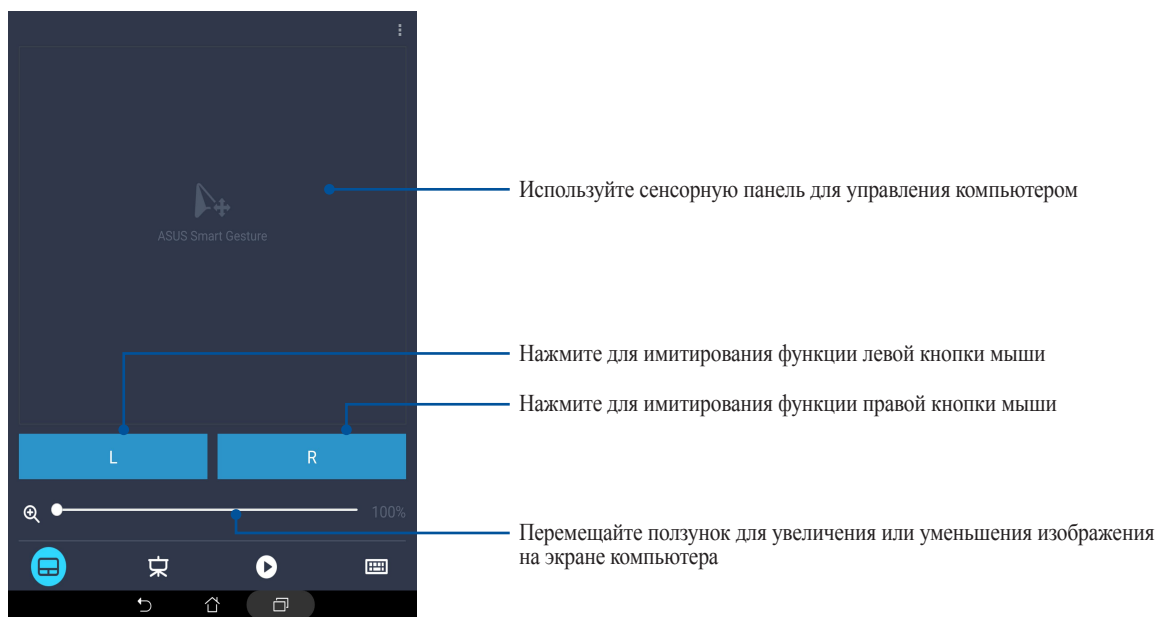 Используйте сенсорную панель для управления компьютером
ASUS Smart Gesture
Нажмите для имитирования функции левой кнопки мыши
Нажмите для имитирования функции правой кнопки мыши
L
R
100%
Перемещайте ползунок для увеличения или уменьшения изображения
на экране компьютера